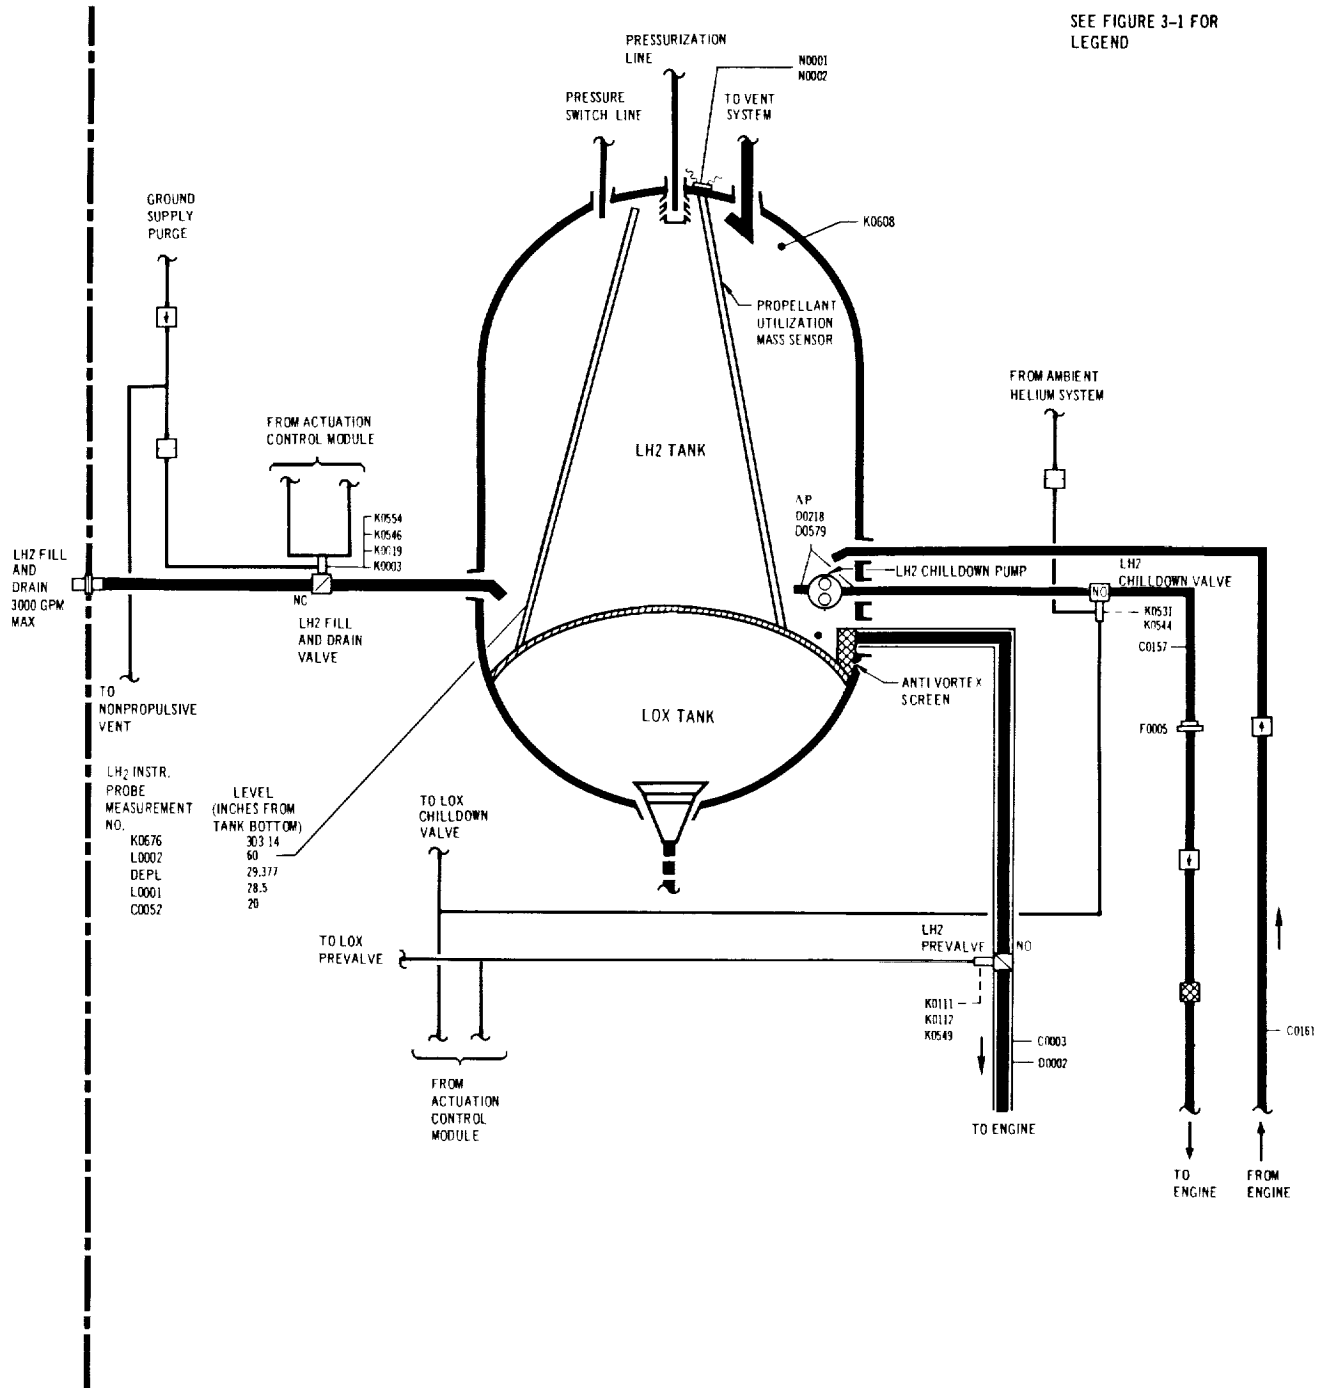 SEE FIGURE 3-1 FOR
LEGEND
PRESSURIZATION
LINE
N0001
N0002
PRESSURE
SWITCH LINE
TO VENT
SYSTEM
GROUND
SUPPLY
PURGE
K0608
PROPELLANT
UTILIZATION
MASS SENSOR
FROM AMBIENT
HELIUM SYSTEM
FROM ACTUATION
CONTROL MODULE
LH2 TANK
ΔP
D0218
D0579
K0554
K0546
K0019
K0003
LH2 FILL
AND
DRAIN
3000 GPM
MAX
LH2 CHILLDOWN PUMP
LH2
CHILLDOWN VALVE
NO
NC
LH2 FILL
AND DRAIN
VALVE
K0531
K0544
C0157
ANTI VORTEX
SCREEN
TO
NONPROPULSIVE
VENT
LOX TANK
F0005
LH2 INSTR.
PROBE
MEASUREMENT
NO.
LEVEL
(INCHES FROM
TANK BOTTOM)
K0676 303 14
L0002 60
DEPL 29.377
L0001 28.5
C0052 20
TO LOX
CHILLDOWN
VALVE
TO LOX
PREVALVE
LH2
PREVALVE
NO
K0111
K0112
K0549
C0003
D0002
C0161
FROM
ACTUATION
CONTROL
MODULE
TO ENGINE
TO
ENGINE
FROM
ENGINE